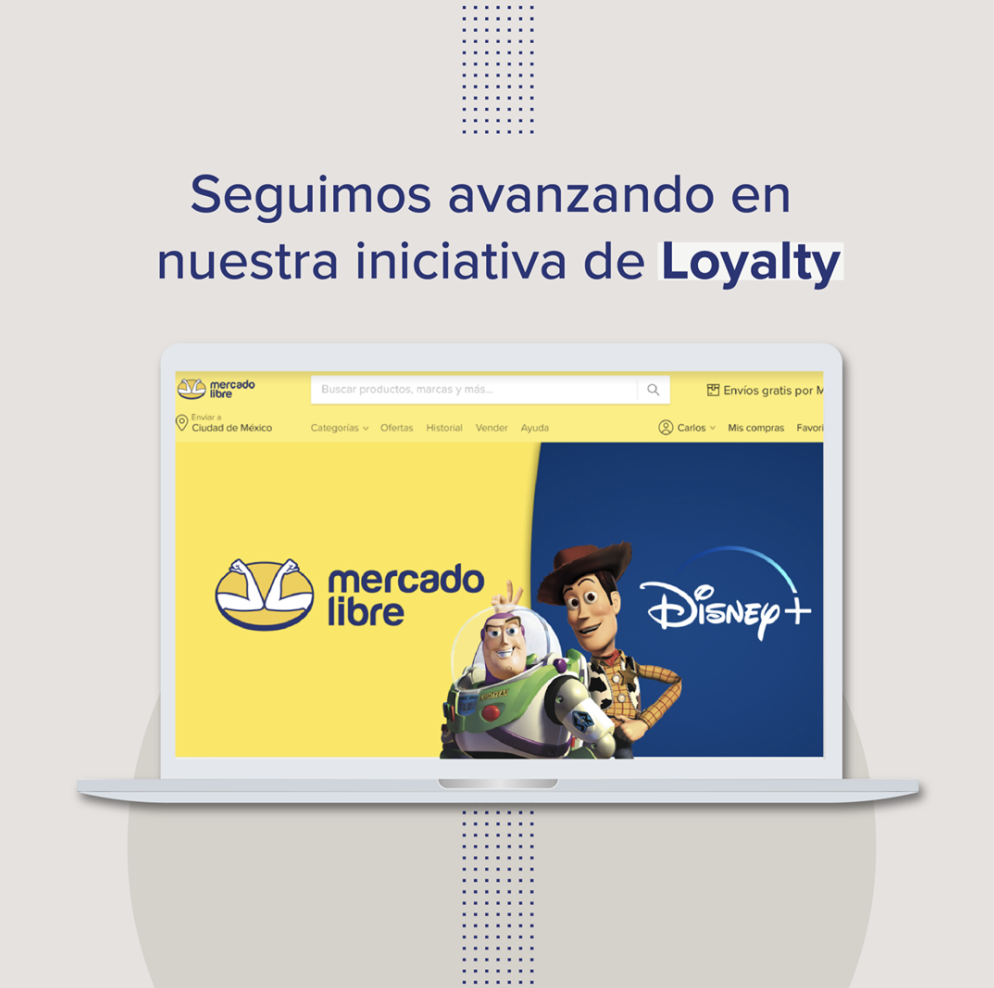 Seguimos avanzando en
nuestra iniciativa de Loyalty
mercado
libre
Buscar productos, marcas y más...
Envíos gratis por M
Enviar a
Ciudad de México
Categorías
Ofertas
Historial
Vender
Ayuda
Carlos
Mis compras
Favori
mercado
libre
Disney+